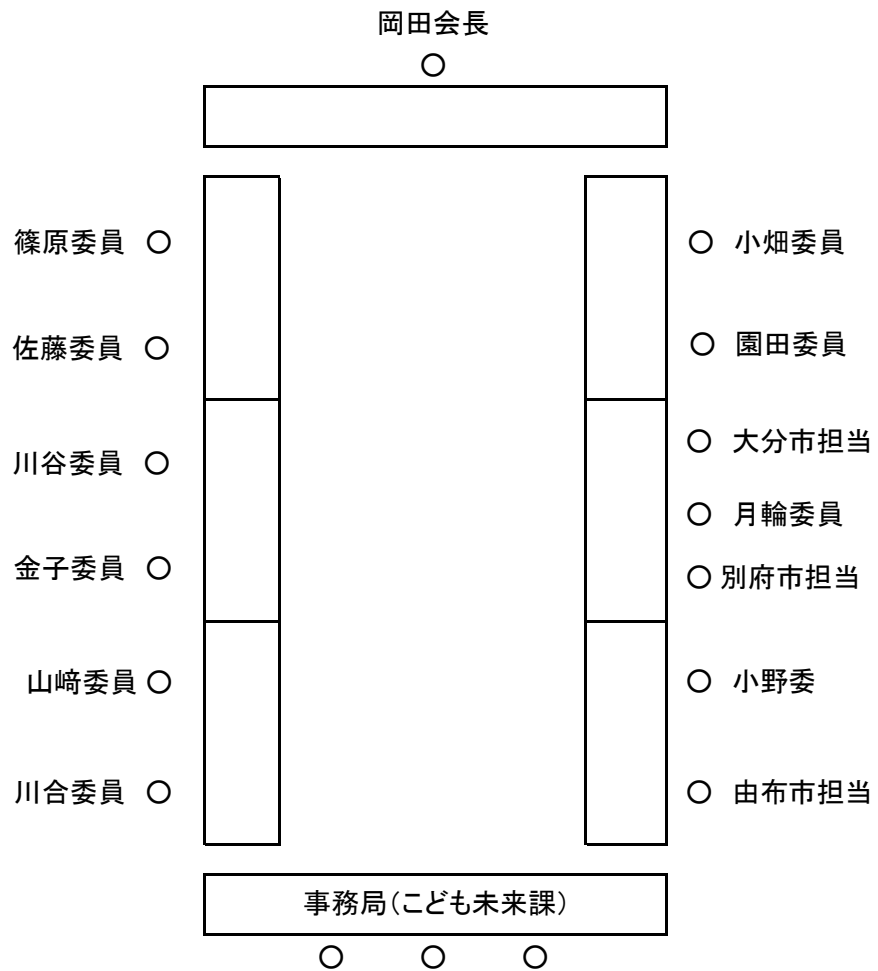 岡田会長
篠原委員
小畑委員
佐藤委員
園田委員
大分市担当
川谷委員
月輪委員
金子委員
別府市担当
山﨑委員
小野委
川合委員
由布市担当
事務局(こども未来課)